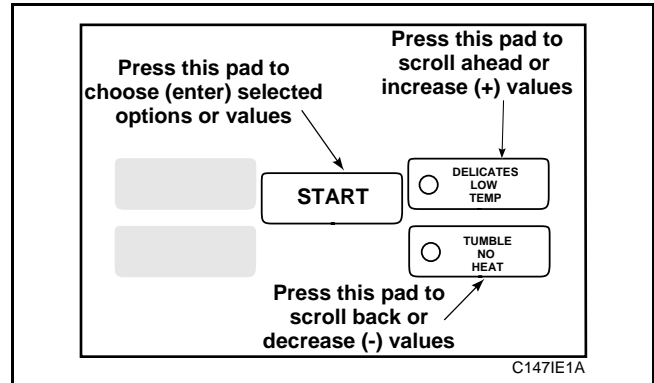 Press this pad to
choose (enter) selected
options or values
Press this pad to
scroll ahead or
increase (+) values
START
DELICATES
LOW
TEMP
TUMBLE
NO
HEAT
Press this pad to
scroll back or
decrease (-) values
C147IE1A